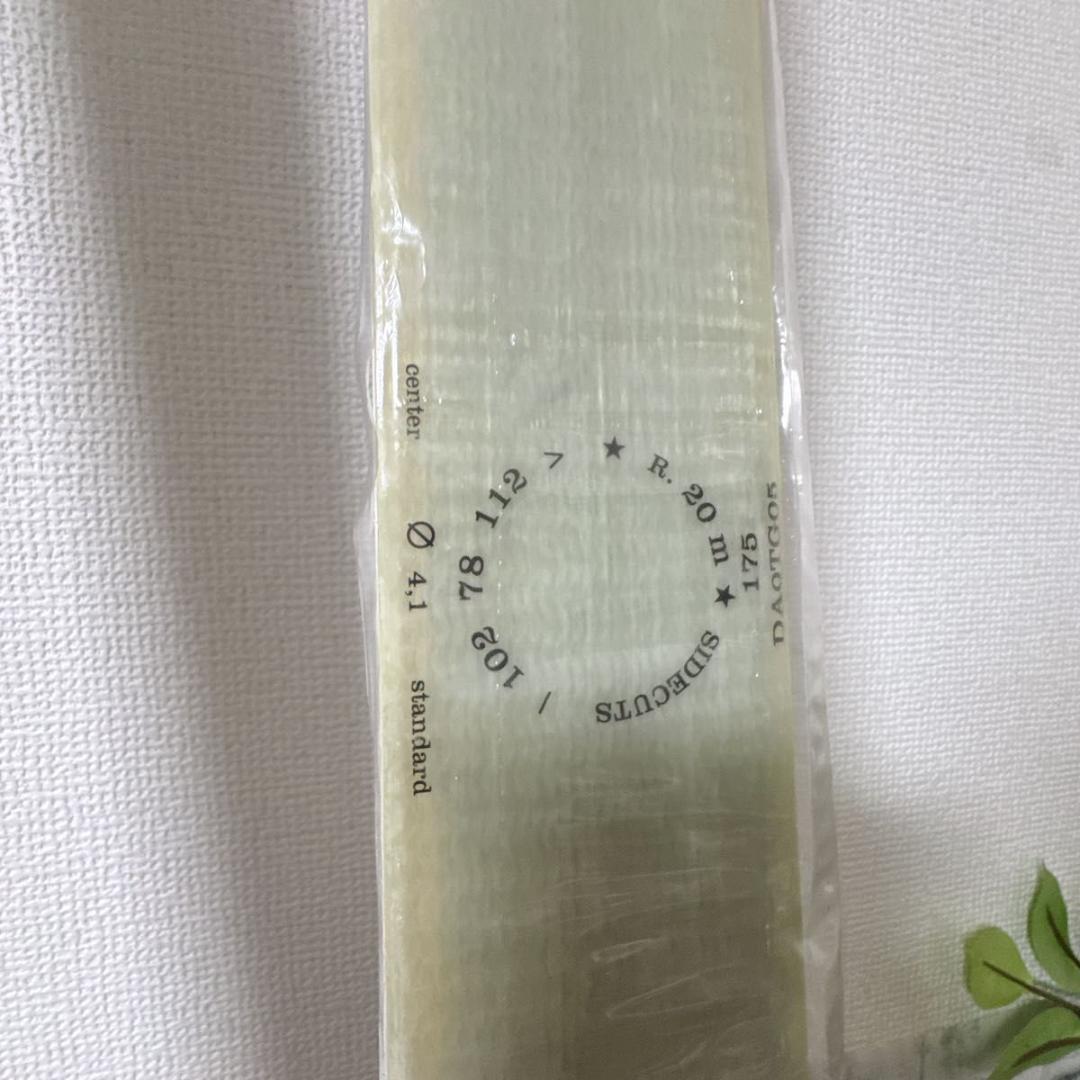 center Ø 4,1 standard
★ R. 20 m ★
SIDECUTS
/ 102 78 112 >
175